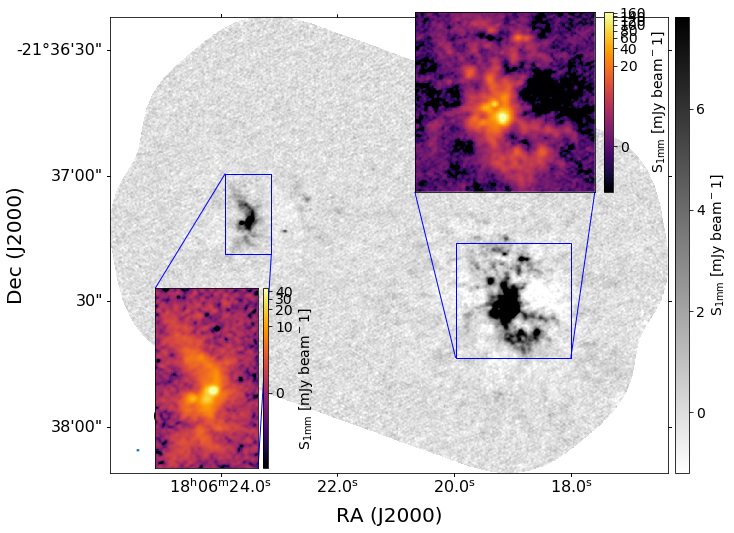 -21°36'30"
37'00"
30"
38'00"
Dec (J2000)
18ʰ06ᵐ24.0ˢ
22.0ˢ
20.0ˢ
18.0ˢ
RA (J2000)
160
80
60
40
20
0
S₁ₘₘ [mJy beam⁻1]
40
30
20
10
0
S₁ₘₘ [mJy beam⁻1]
6
4
2
0
S₁ₘₘ [mJy beam⁻1]